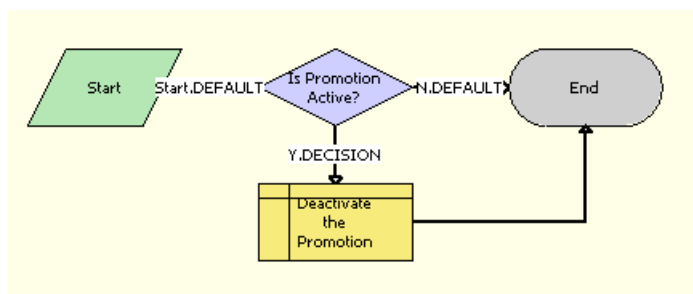 Start
Start.DEFAULT
Is Promotion
Active?
N.DEFAULT
End
Y.DECISION
Deactivate
the
Promotion